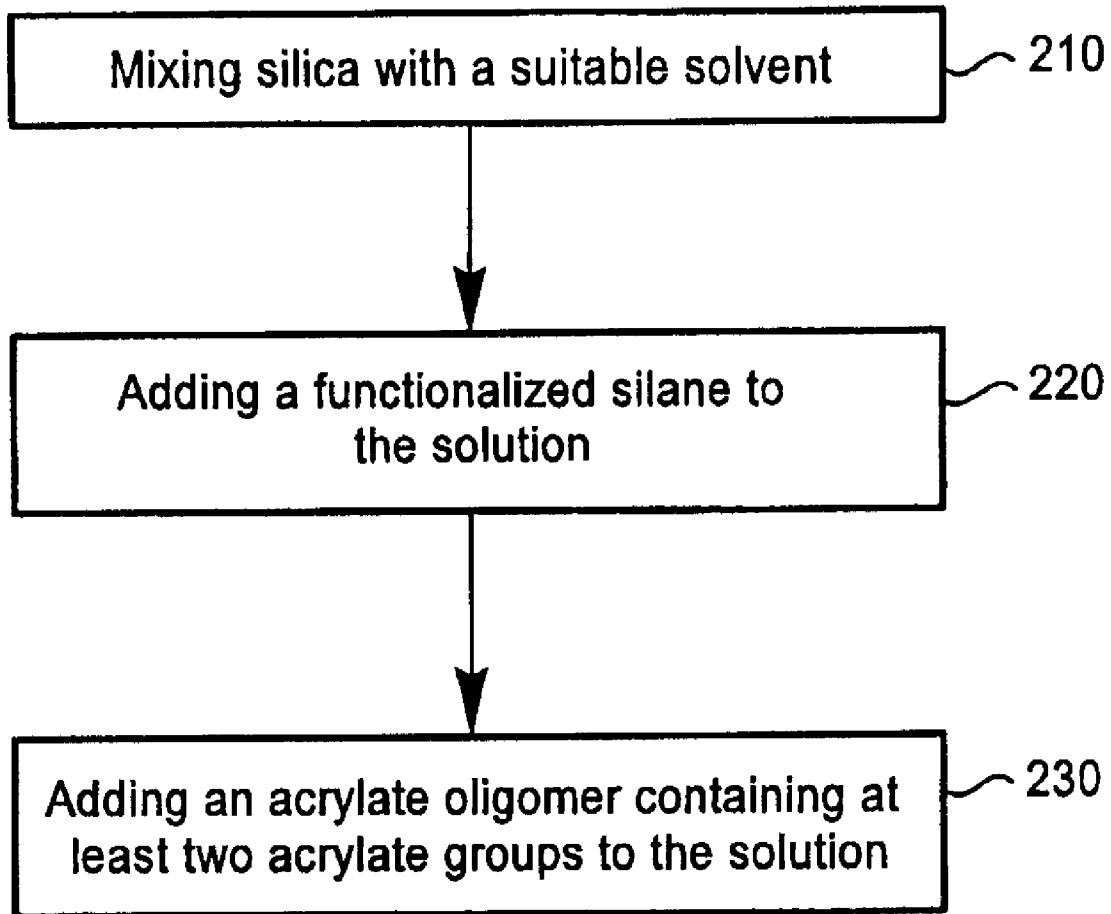 Mixing silica with a suitable solvent
210
Adding a functionalized silane to
the solution
220
Adding an acrylate oligomer containing at
least two acrylate groups to the solution
230